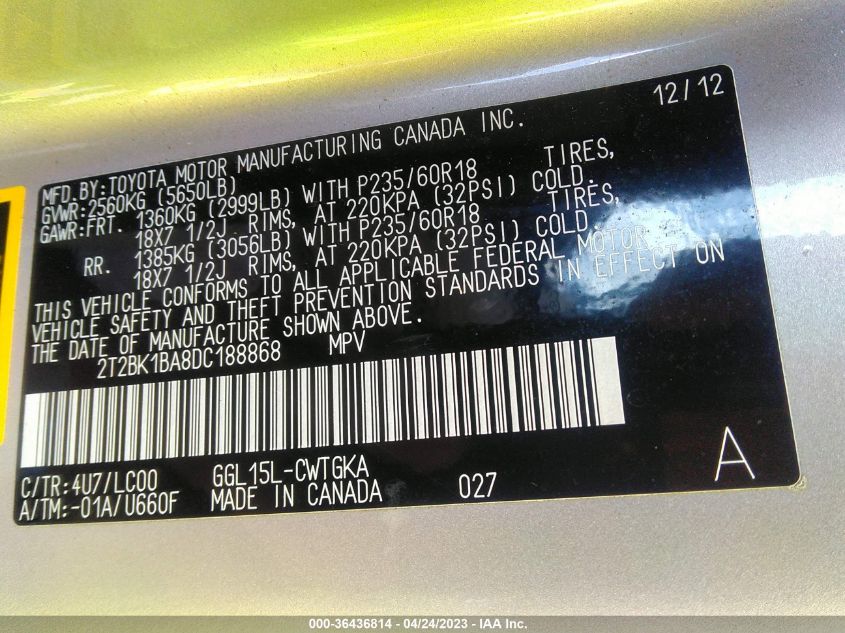 12/12
MFD. BY: TOYOTA MOTOR MANUFACTURING CANADA INC.
GVWR: 2560KG (5650LB)
GAWR: FRT. 1360KG (2999LB) WITH P235/60R18 TIRES,
18X7 1/2J RIMS, AT 220KPA (32PSI) COLD.
RR. 1385KG (3056LB) WITH P235/60R18 TIRES,
18X7 1/2J RIMS, AT 220KPA (32PSI) COLD.
THIS VEHICLE CONFORMS TO ALL APPLICABLE FEDERAL MOTOR
VEHICLE SAFETY AND THEFT PREVENTION STANDARDS IN EFFECT ON
THE DATE OF MANUFACTURE SHOWN ABOVE.
2T2BK1BA8DC188868 MPV
C/TR: 4U7/LC00 GGL15L-CWTGKA
A/TM: -01A/U660F MADE IN CANADA 027 A
000-36436814 - 04/24/2023 - IAA Inc.